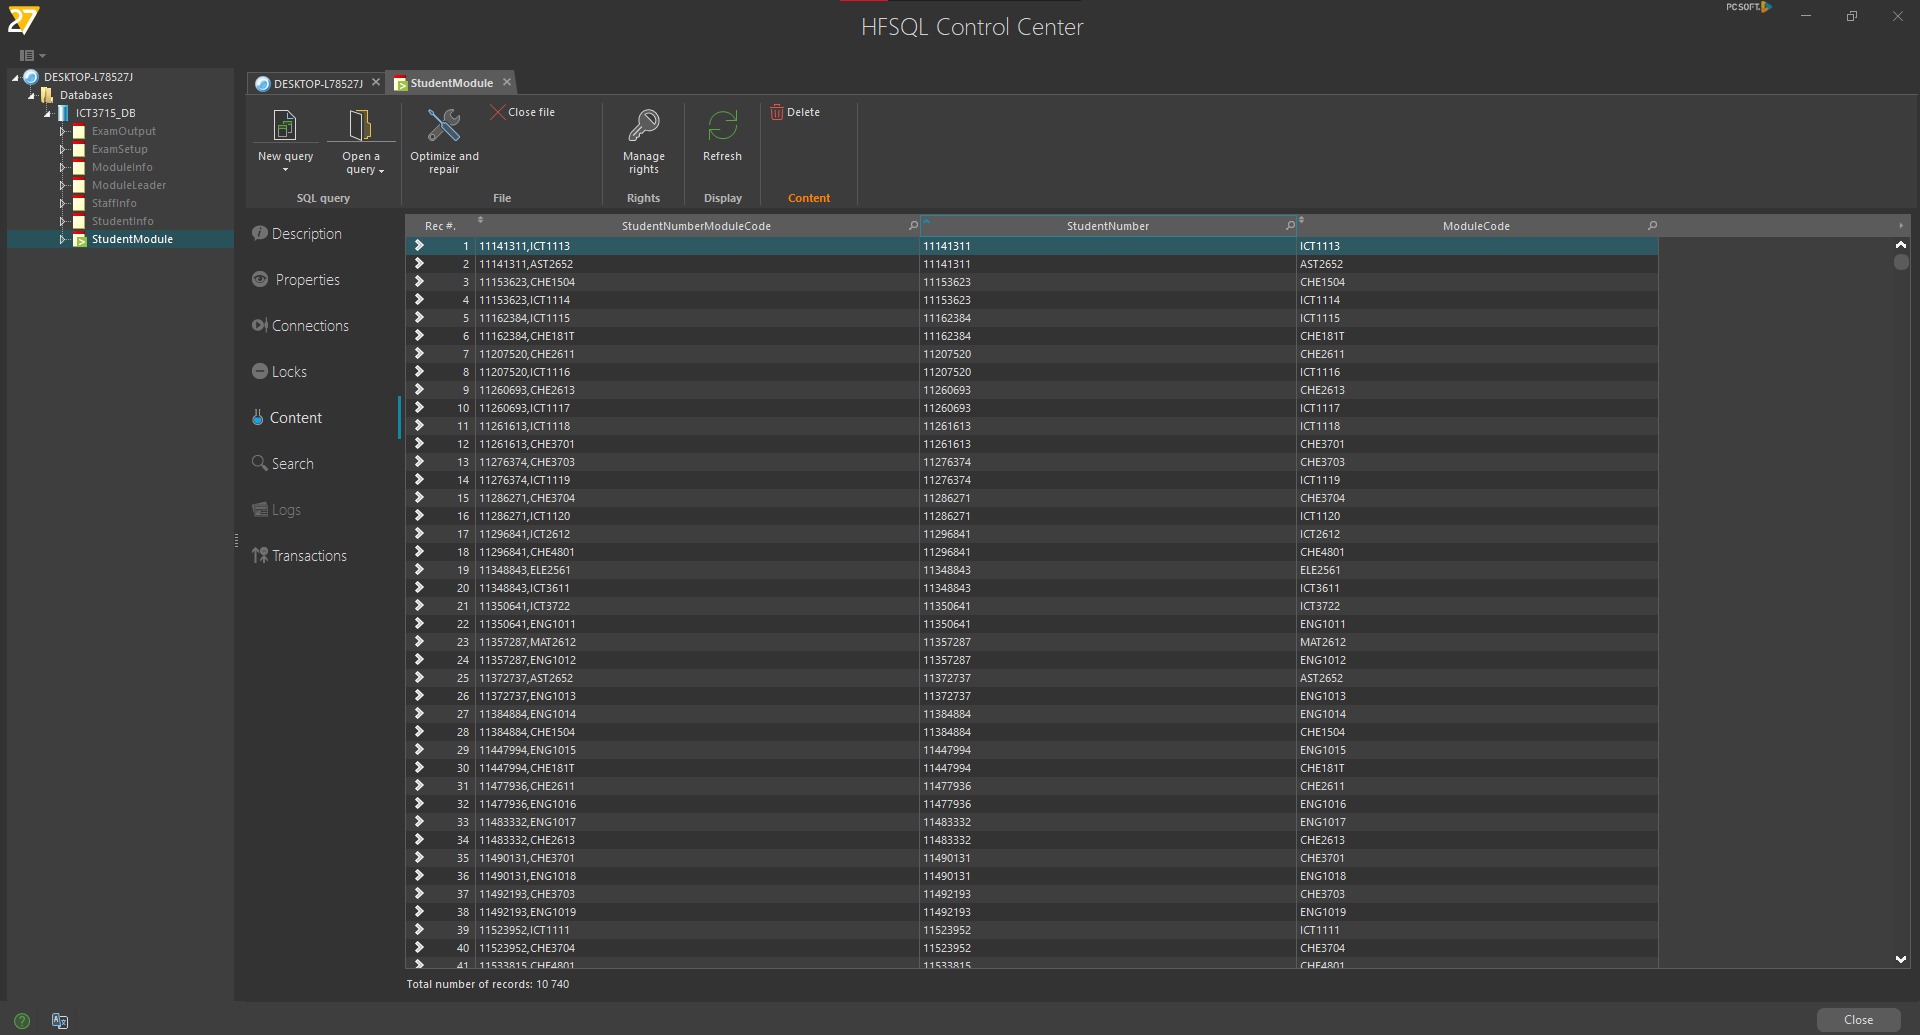 27
PC SOFT
HFSQL Control Center
DESKTOP-L78527J
Databases
ICT3715_DB
ExamOutput
ExamSetup
ModuleInfo
ModuleLeader
StaffInfo
StudentInfo
StudentModule
DESKTOP-L78527J
StudentModule
New query
Open a query
Optimize and repair
Close file
Manage rights
Refresh
Delete
SQL query
File
Rights
Display
Content
Description
Properties
Connections
Locks
Content
Search
Logs
Transactions
Rec #. StudentNumberModuleCode StudentNumber ModuleCode
1 11141311,ICT1113 11141311 ICT1113
2 11141311,AST2652 11141311 AST2652
3 11153623,CHE1504 11153623 CHE1504
4 11153623,ICT1114 11153623 ICT1114
5 11162384,ICT1115 11162384 ICT1115
6 11162384,CHE181T 11162384 CHE181T
7 11207520,CHE2611 11207520 CHE2611
8 11207520,ICT1116 11207520 ICT1116
9 11260693,CHE2613 11260693 CHE2613
10 11260693,ICT1117 11260693 ICT1117
11 11261613,ICT1118 11261613 ICT1118
12 11261613,CHE3701 11261613 CHE3701
13 11276374,CHE3703 11276374 CHE3703
14 11276374,ICT1119 11276374 ICT1119
15 11286271,CHE3704 11286271 CHE3704
16 11286271,ICT1120 11286271 ICT1120
17 11296841,ICT2612 11296841 ICT2612
18 11296841,CHE4801 11296841 CHE4801
19 11348843,ELE2561 11348843 ELE2561
20 11348843,ICT3611 11348843 ICT3611
21 11350641,ICT3722 11350641 ICT3722
22 11350641,ENG1011 11350641 ENG1011
23 11357287,MAT2612 11357287 MAT2612
24 11357287,ENG1012 11357287 ENG1012
25 11372737,AST2652 11372737 AST2652
26 11372737,ENG1013 11372737 ENG1013
27 11384884,ENG1014 11384884 ENG1014
28 11384884,CHE1504 11384884 CHE1504
29 11447994,ENG1015 11447994 ENG1015
30 11447994,CHE181T 11447994 CHE181T
31 11477936,CHE2611 11477936 CHE2611
32 11477936,ENG1016 11477936 ENG1016
33 11483332,ENG1017 11483332 ENG1017
34 11483332,CHE2613 11483332 CHE2613
35 11490131,CHE3701 11490131 CHE3701
36 11490131,ENG1018 11490131 ENG1018
37 11492193,CHE3703 11492193 CHE3703
38 11492193,ENG1019 11492193 ENG1019
39 11523952,ICT1111 11523952 ICT1111
40 11523952,CHE3704 11523952 CHE3704
41 11533815,CHE4801 11533815 CHE4801
Total number of records: 10 740
Close